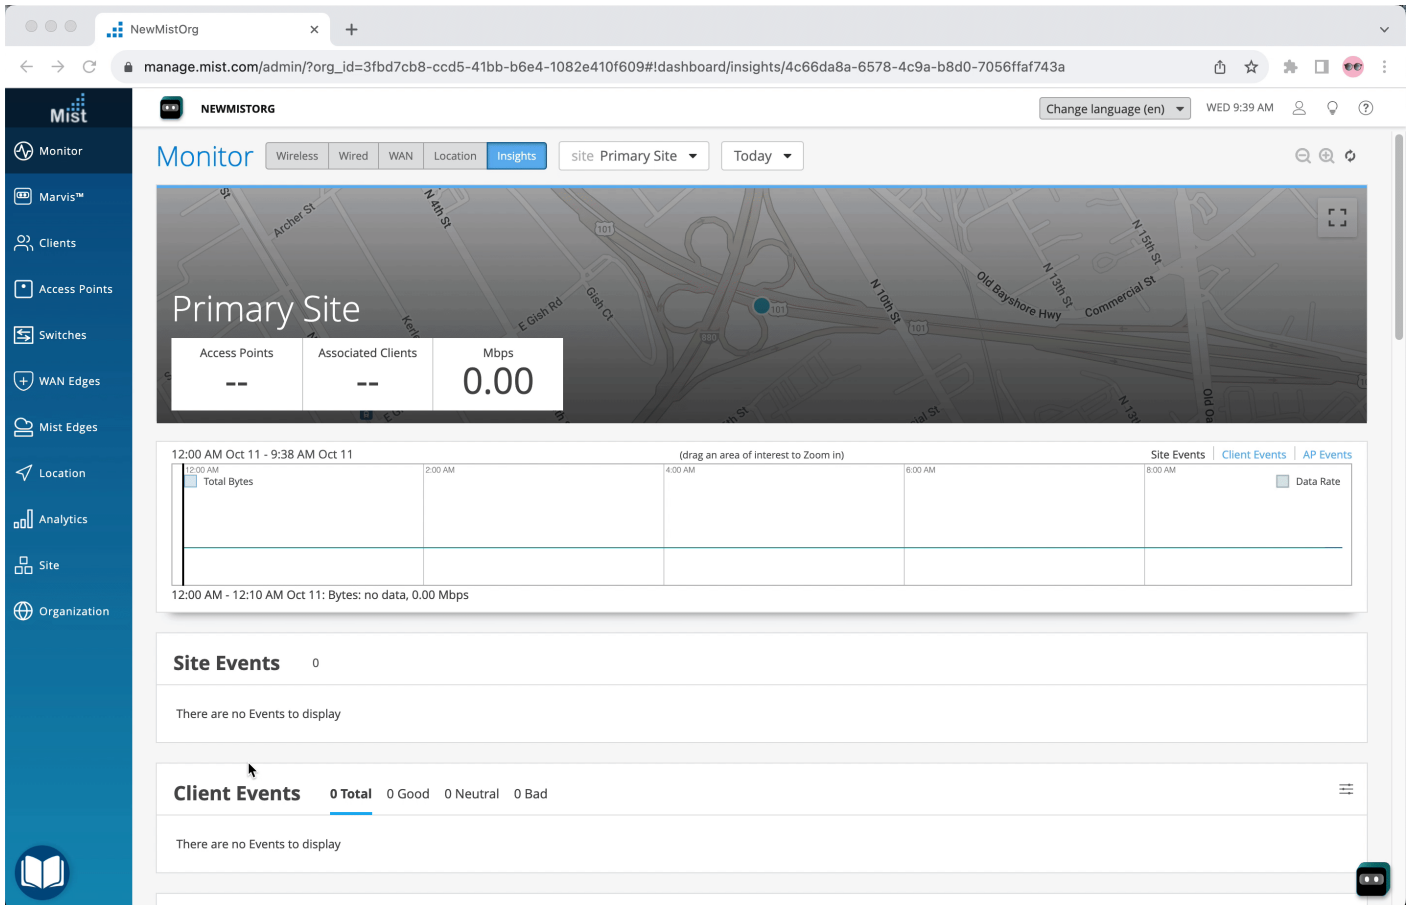 NewMistOrg
manage.mist.com/admin/?org_id=3fbd7cb8-ccd5-41bb-b6e4-1082e410f609#!dashboard/insights/4c66da8a-6578-4c9a-b8d0-7056ffaf743a
Mist
NEWMISTORG
Change language (en)
WED 9:39 AM
Monitor
Marvis™
Clients
Access Points
Switches
WAN Edges
Mist Edges
Location
Analytics
Site
Organization
Monitor
Wireless Wired WAN Location Insights
site Primary Site
Today
St
Archer St
N 4th St
101
E Gish Rd
Gish Ct
N 10th St
101
101
880
Old Bayshore Hwy
N 13th St
Commercial St
N 15th St
Primary Site
Access Points
--
Associated Clients
--
Mbps
0.00
12:00 AM Oct 11 - 9:38 AM Oct 11
(drag an area of interest to Zoom in)
Site Events Client Events AP Events
12:00 AM 2:00 AM 4:00 AM 6:00 AM 8:00 AM
Total Bytes
Data Rate
12:00 AM - 12:10 AM Oct 11: Bytes: no data, 0.00 Mbps
Site Events 0
There are no Events to display
Client Events 0 Total 0 Good 0 Neutral 0 Bad
There are no Events to display